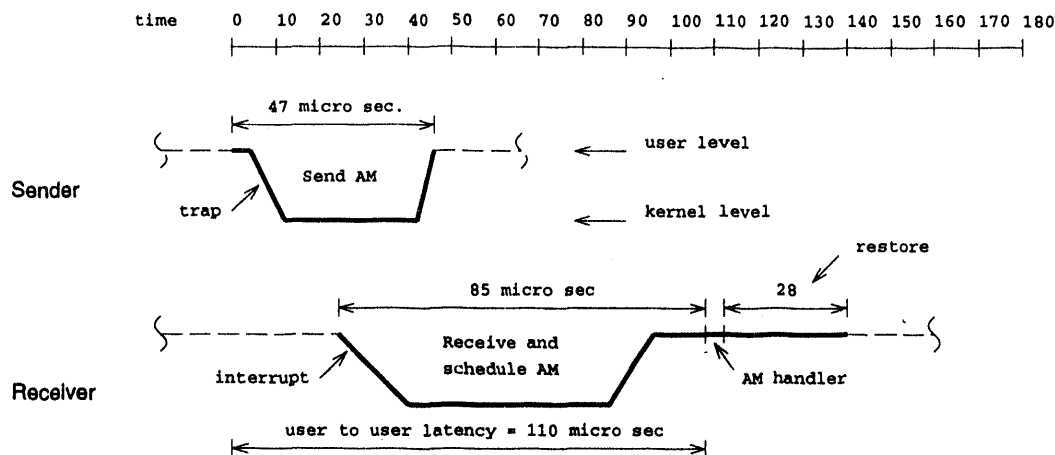 time 0 10 20 30 40 50 60 70 80 90 100 110 120 130 140 150 160 170 180
47 micro sec.
user level
Send AM
Sender
trap
kernel level
restore
85 micro sec
28
Receive and
schedule AM
interrupt
AM handler
Receiver
user to user latency = 110 micro sec